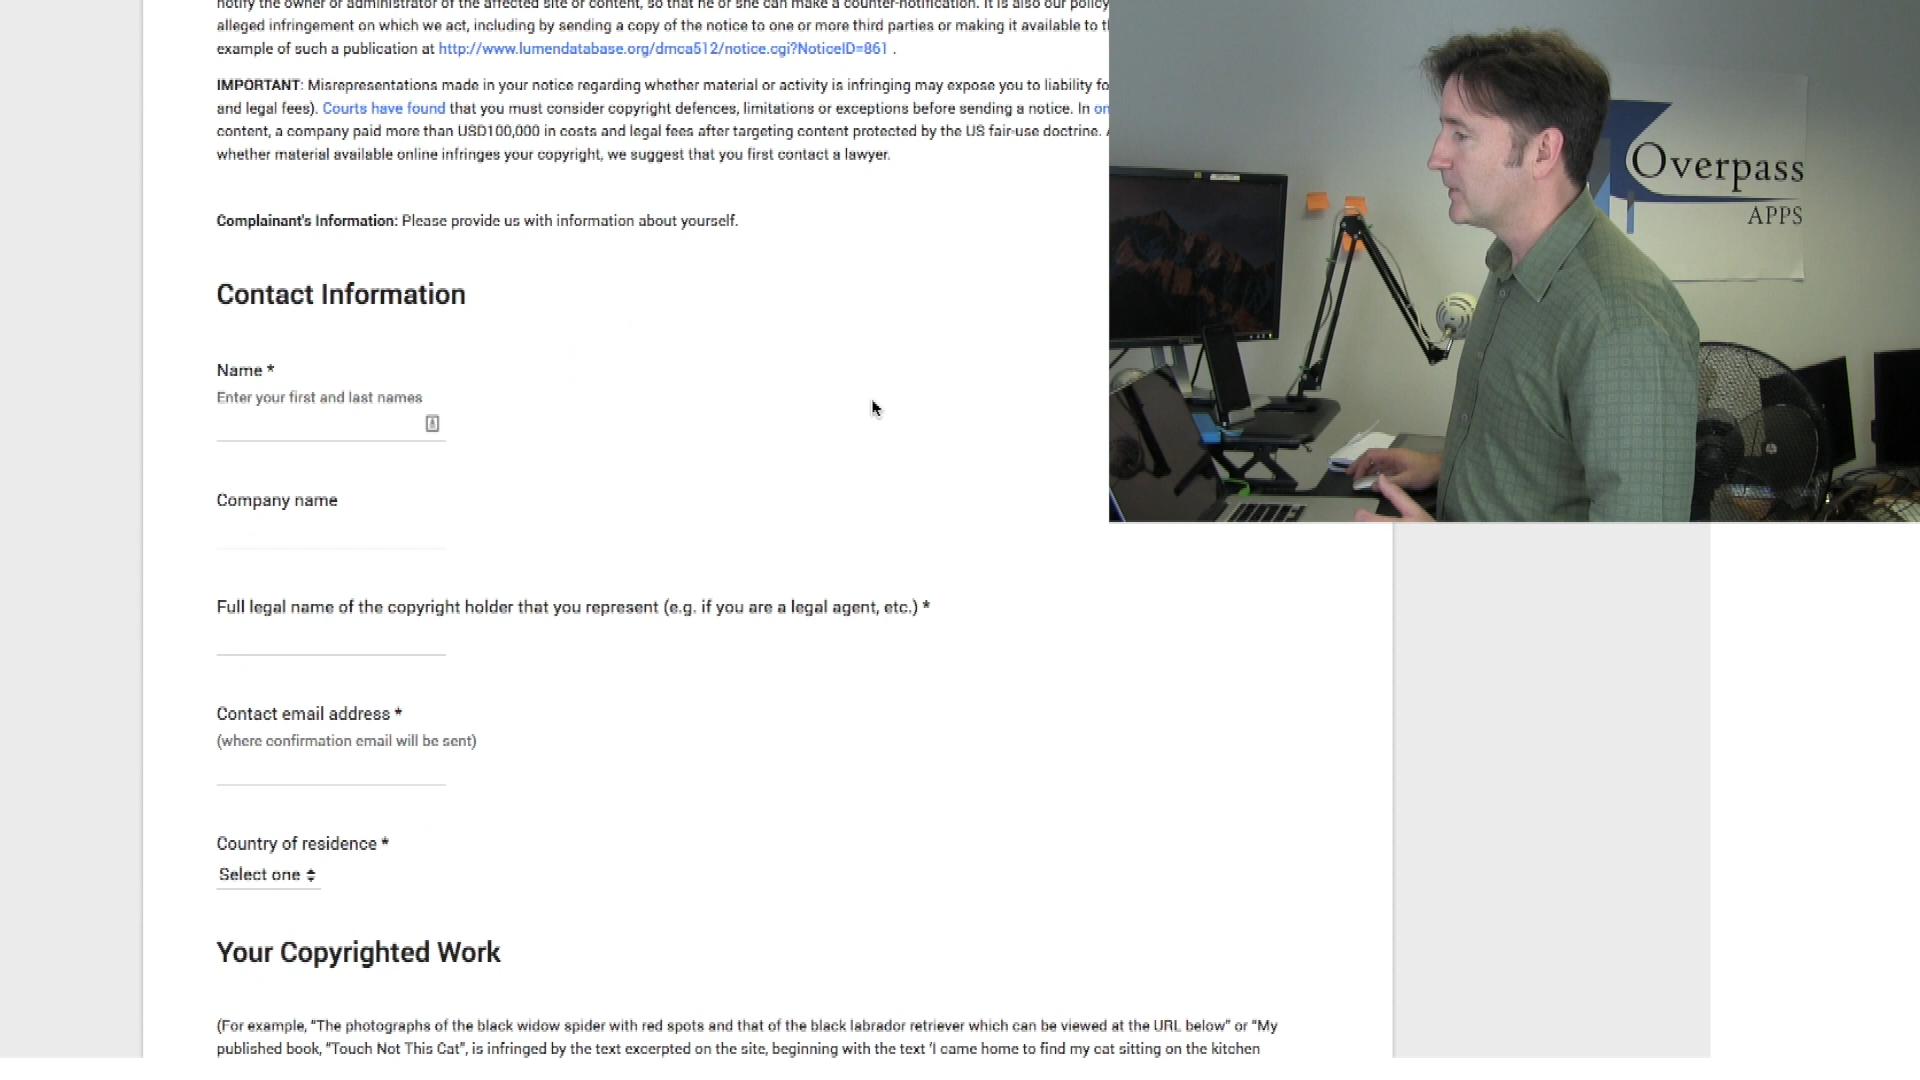 notify the owner or administrator of the affected site or content, so that he or she can make a counter-notification. It is also our policy
alleged infringement on which we act, including by sending a copy of the notice to one or more third parties or making it available to t
example of such a publication at http://www.lumendatabase.org/dmca512/notice.cgi?NoticeID=861 .
IMPORTANT: Misrepresentations made in your notice regarding whether material or activity is infringing may expose you to liability fo
and legal fees). Courts have found that you must consider copyright defences, limitations or exceptions before sending a notice. In on
content, a company paid more than USD100,000 in costs and legal fees after targeting content protected by the US fair-use doctrine.
whether material available online infringes your copyright, we suggest that you first contact a lawyer.
Complainant's Information: Please provide us with information about yourself.
Contact Information
Name *
Enter your first and last names
Company name
Full legal name of the copyright holder that you represent (e.g. if you are a legal agent, etc.) *
Contact email address *
(where confirmation email will be sent)
Country of residence *
Select one
Your Copyrighted Work
(For example, “The photographs of the black widow spider with red spots and that of the black labrador retriever which can be viewed at the URL below” or “My
published book, “Touch Not This Cat”, is infringed by the text excerpted on the site, beginning with the text ‘I came home to find my cat sitting on the kitchen
Overpass
APPS